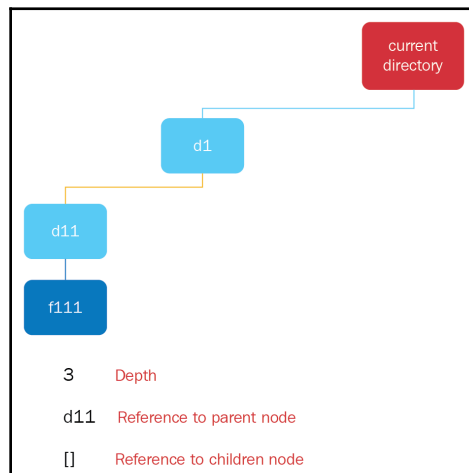 current
directory
d1
d11
f111
3 Depth
d11 Reference to parent node
[] Reference to children node